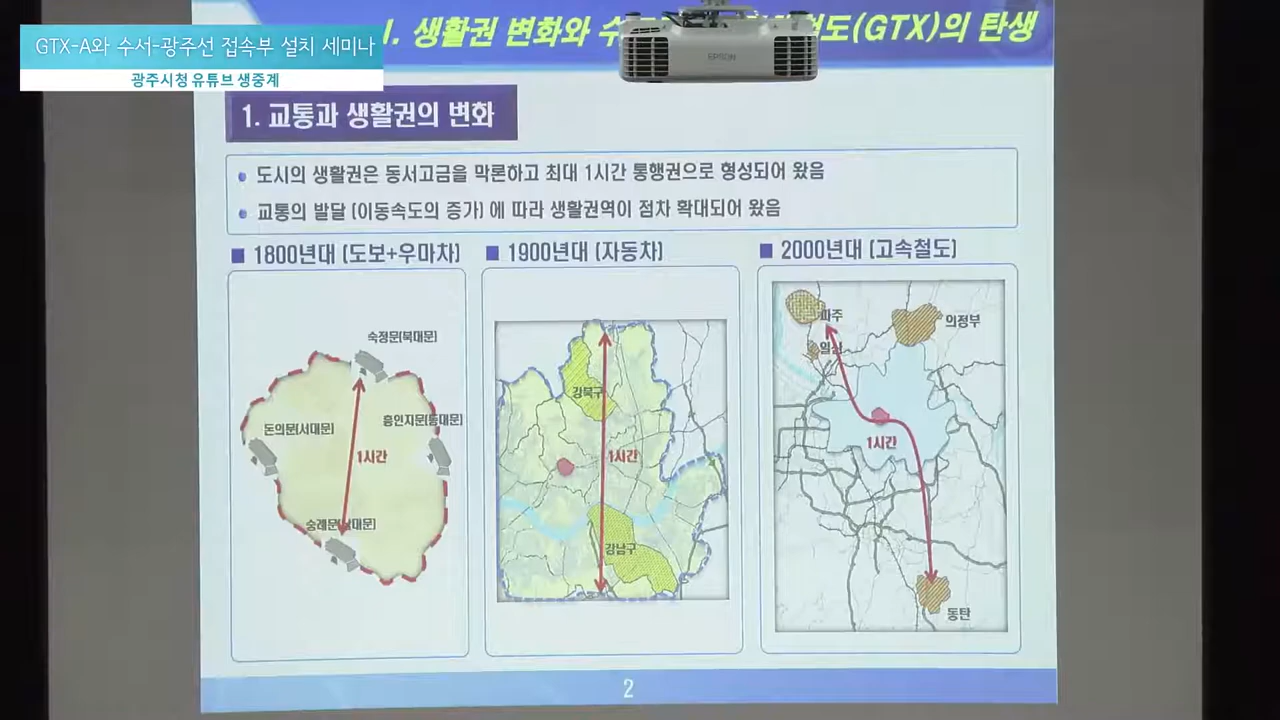 GTX-A와 수서-광주선 접속부 설치 세미나
광주시청 유튜브 생중계
I. 생활권 변화와 수 철도(GTX)의 탄생
EPSON
1. 교통과 생활권의 변화
도시의 생활권은 동서고금을 막론하고 최대 1시간 통행권으로 형성되어 왔음
교통의 발달 (이동속도의 증가) 에 따라 생활권역이 점차 확대되어 왔음
1800년대 (도보+우마차)
1900년대 (자동차)
2000년대 (고속철도)
숙정문[북대문]
돈의문[서대문]
흥인지문[동대문]
1시간
숭례문[남대문]
강북구
1시간
강남구
파주
일산
의정부
1시간
동탄
2